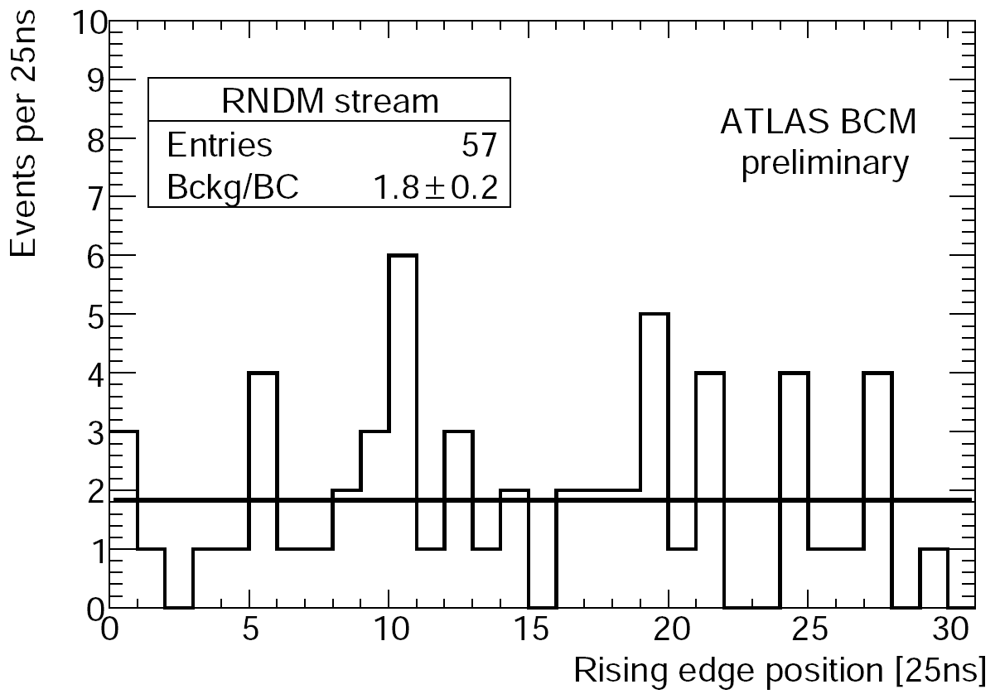 Events per 25ns
10
9
8
7
6
5
4
3
2
1
0
RNDM stream
Entries 57
Bckg/BC 1.8±0.2
ATLAS BCM
preliminary
0 5 10 15 20 25 30
Rising edge position [25ns]